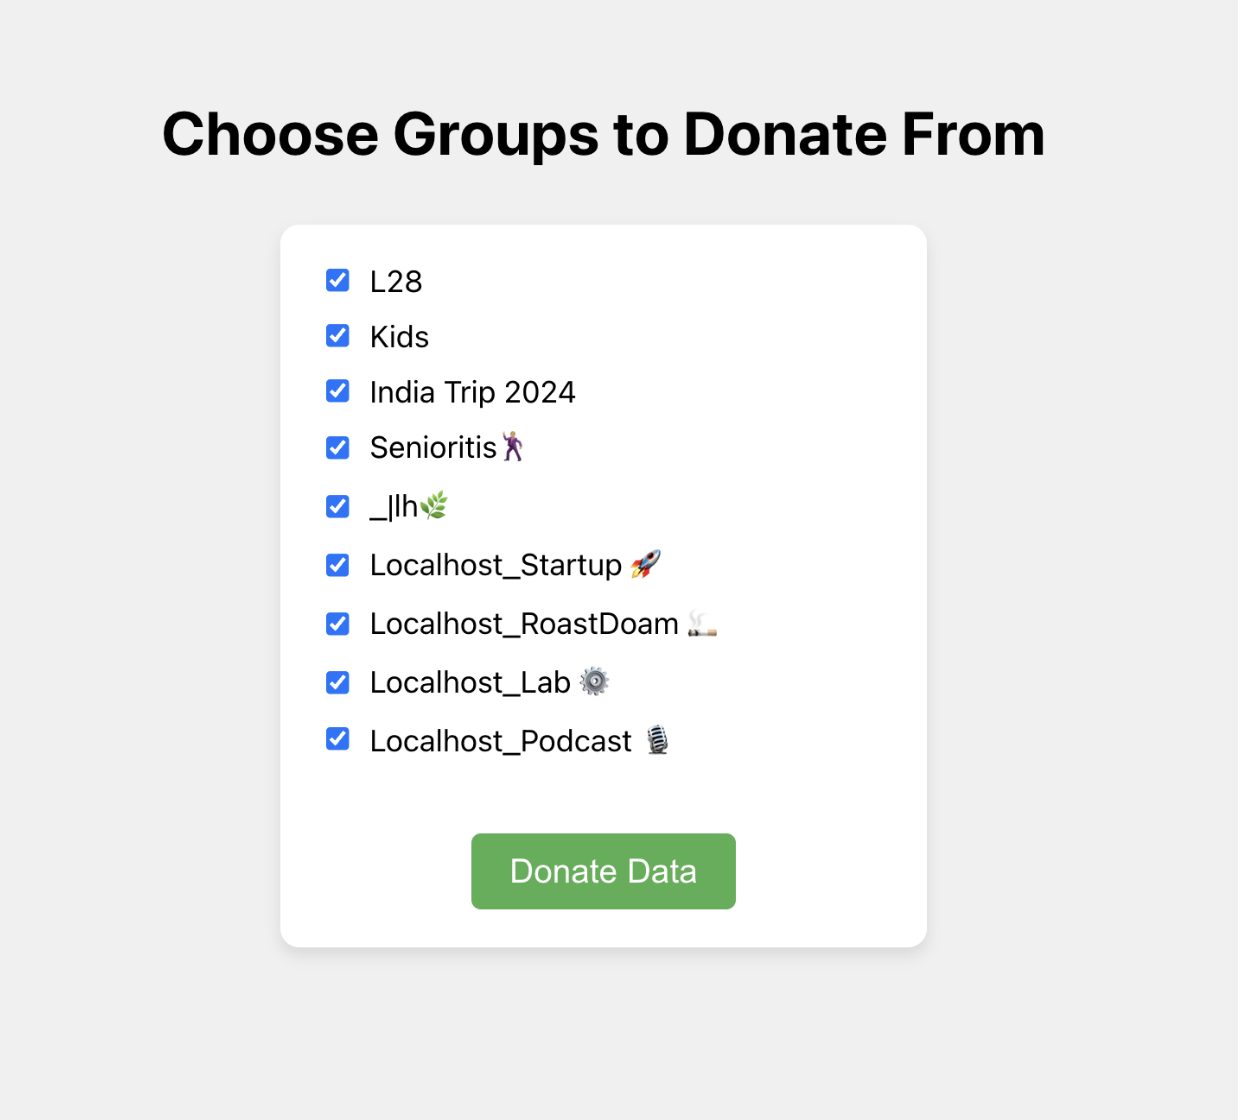 Choose Groups to Donate From
L28
Kids
India Trip 2024
Senioritis🕺
_|lh🌿
Localhost_Startup 🚀
Localhost_RoastDoam 🚬
Localhost_Lab ⚙️
Localhost_Podcast 🎙️
Donate Data